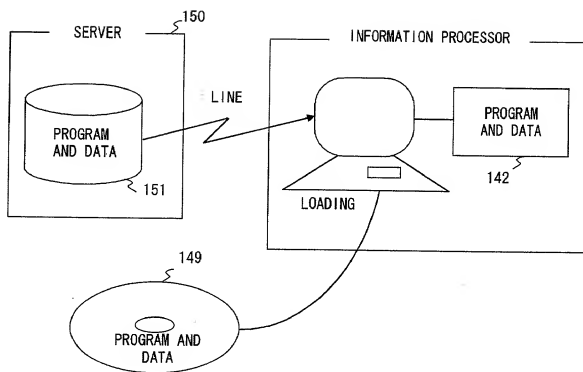 SERVER
150
INFORMATION PROCESSOR
LINE
PROGRAM
AND DATA
151
PROGRAM
AND DATA
142
LOADING
149
PROGRAM AND
DATA